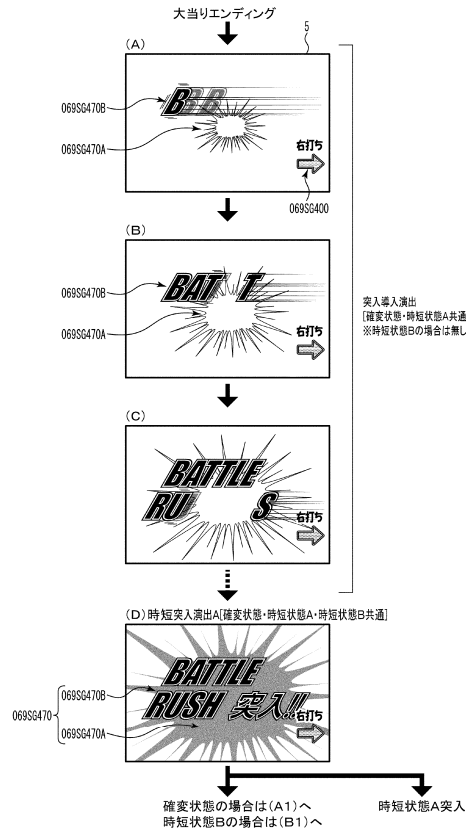 大当りエンディング
(A)
5
B B B
069SG470B
069SG470A
右打ち
069SG400
(B)
BAT T
069SG470B
069SG470A
右打ち
突入導入演出
[確変状態・時短状態A共通
※時短状態Bの場合は無し
(C)
BATTLE
RU S
右打ち
(D)時短突入演出A[確変状態・時短状態A・時短状態B共通]
BATTLE
RUSH 突入!!
069SG470B
069SG470
069SG470A
右打ち
確変状態の場合は(A1)へ
時短状態Bの場合は(B1)へ
時短状態A突入